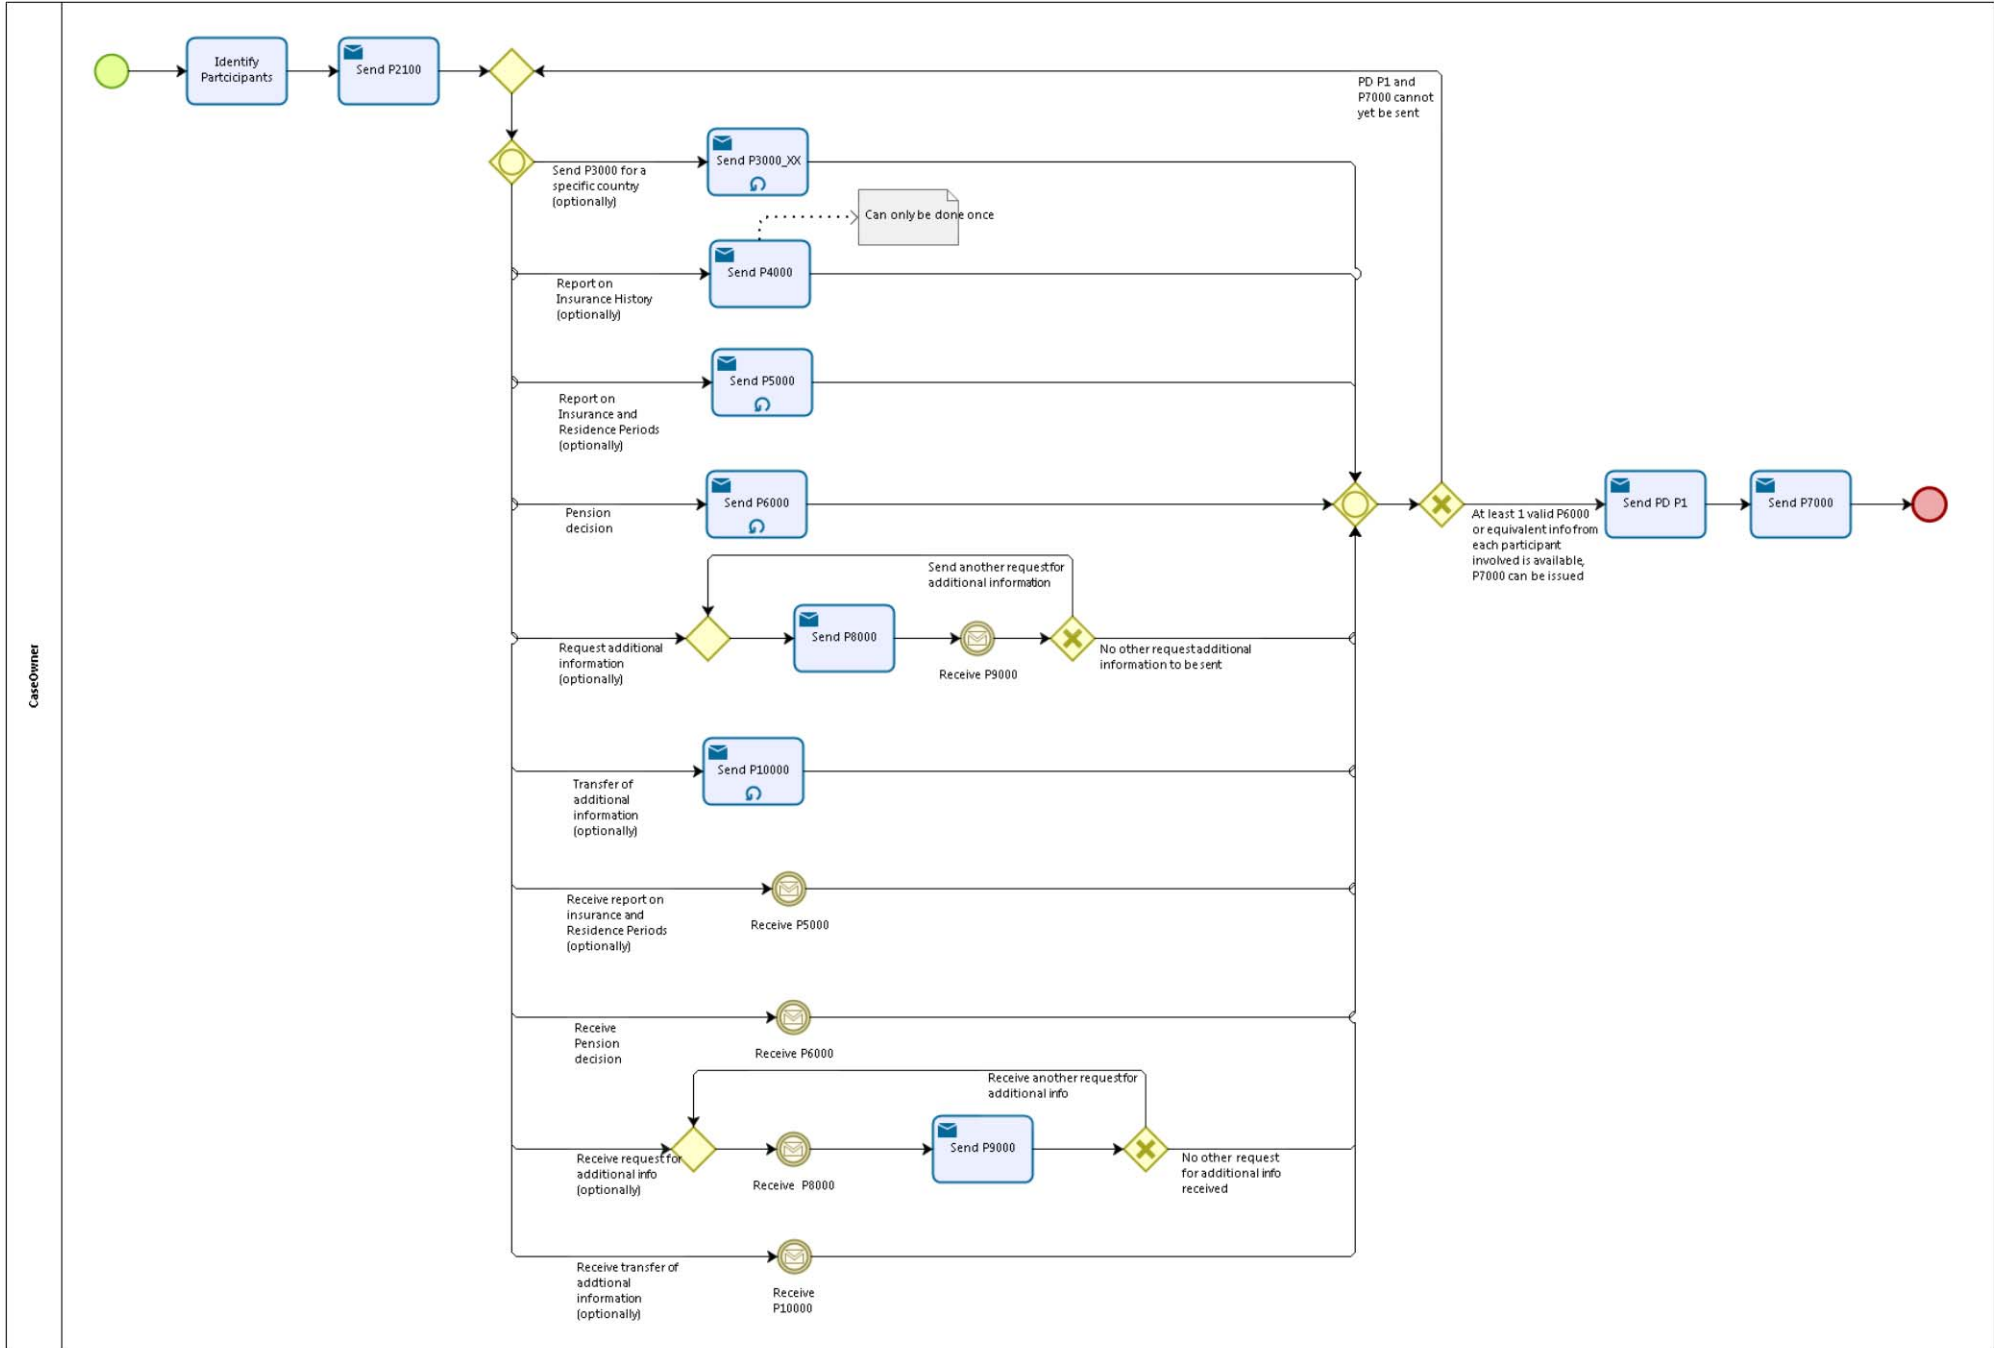 CaseOwner
Identify
Partcicipants
Send P2100
PD P1 and
P7000 cannot
yet be sent
Send P3000 for a
specific country
(optionally)
Send P3000_XX
Can only be done once
Report on
Insurance History
(optionally)
Send P4000
Report on
Insurance and
Residence Periods
(optionally)
Send P5000
Pension
decision
Send P6000
At least 1 valid P6000
or equivalent info from
each participant
involved is available,
P7000 can be issued
Send PD P1
Send P7000
Send another request for
additional information
Request additional
information
(optionally)
Send P8000
Receive P9000
No other request additional
information to be sent
Transfer of
additional
information
(optionally)
Send P10000
Receive report on
insurance and
Residence Periods
(optionally)
Receive P5000
Receive
Pension
decision
Receive P6000
Receive another request for
additional info
Receive request for
additional info
(optionally)
Receive P8000
Send P9000
No other request
for additional info
received
Receive transfer of
addtional
information
(optionally)
Receive
P10000